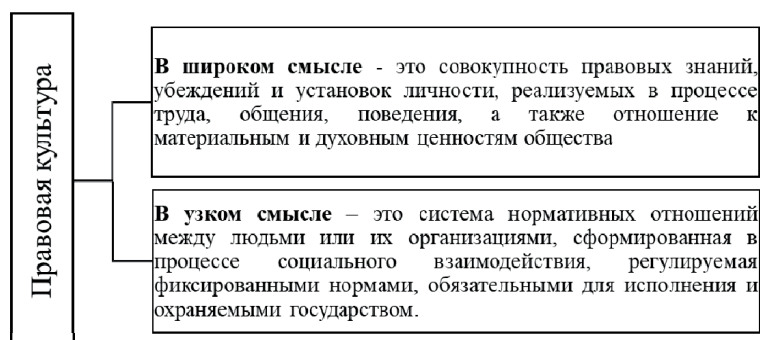 Правовая культура
В широком смысле - это совокупность правовых знаний,
убеждений и установок личности, реализуемых в процессе
труда, общения, поведения, а также отношение к
материальным и духовным ценностям общества
В узком смысле – это система нормативных отношений
между людьми или их организациями, сформированная в
процессе социального взаимодействия, регулируемая
фиксированными нормами, обязательными для исполнения и
охраняемыми государством.